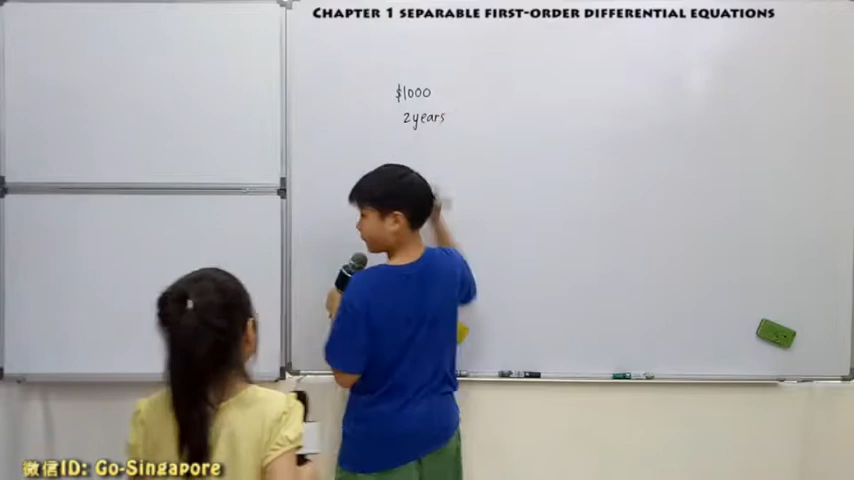 CHAPTER 1 SEPARABLE FIRST-ORDER DIFFERENTIAL EQUATIONS
$1000
2years
微信ID: Go-Singapore